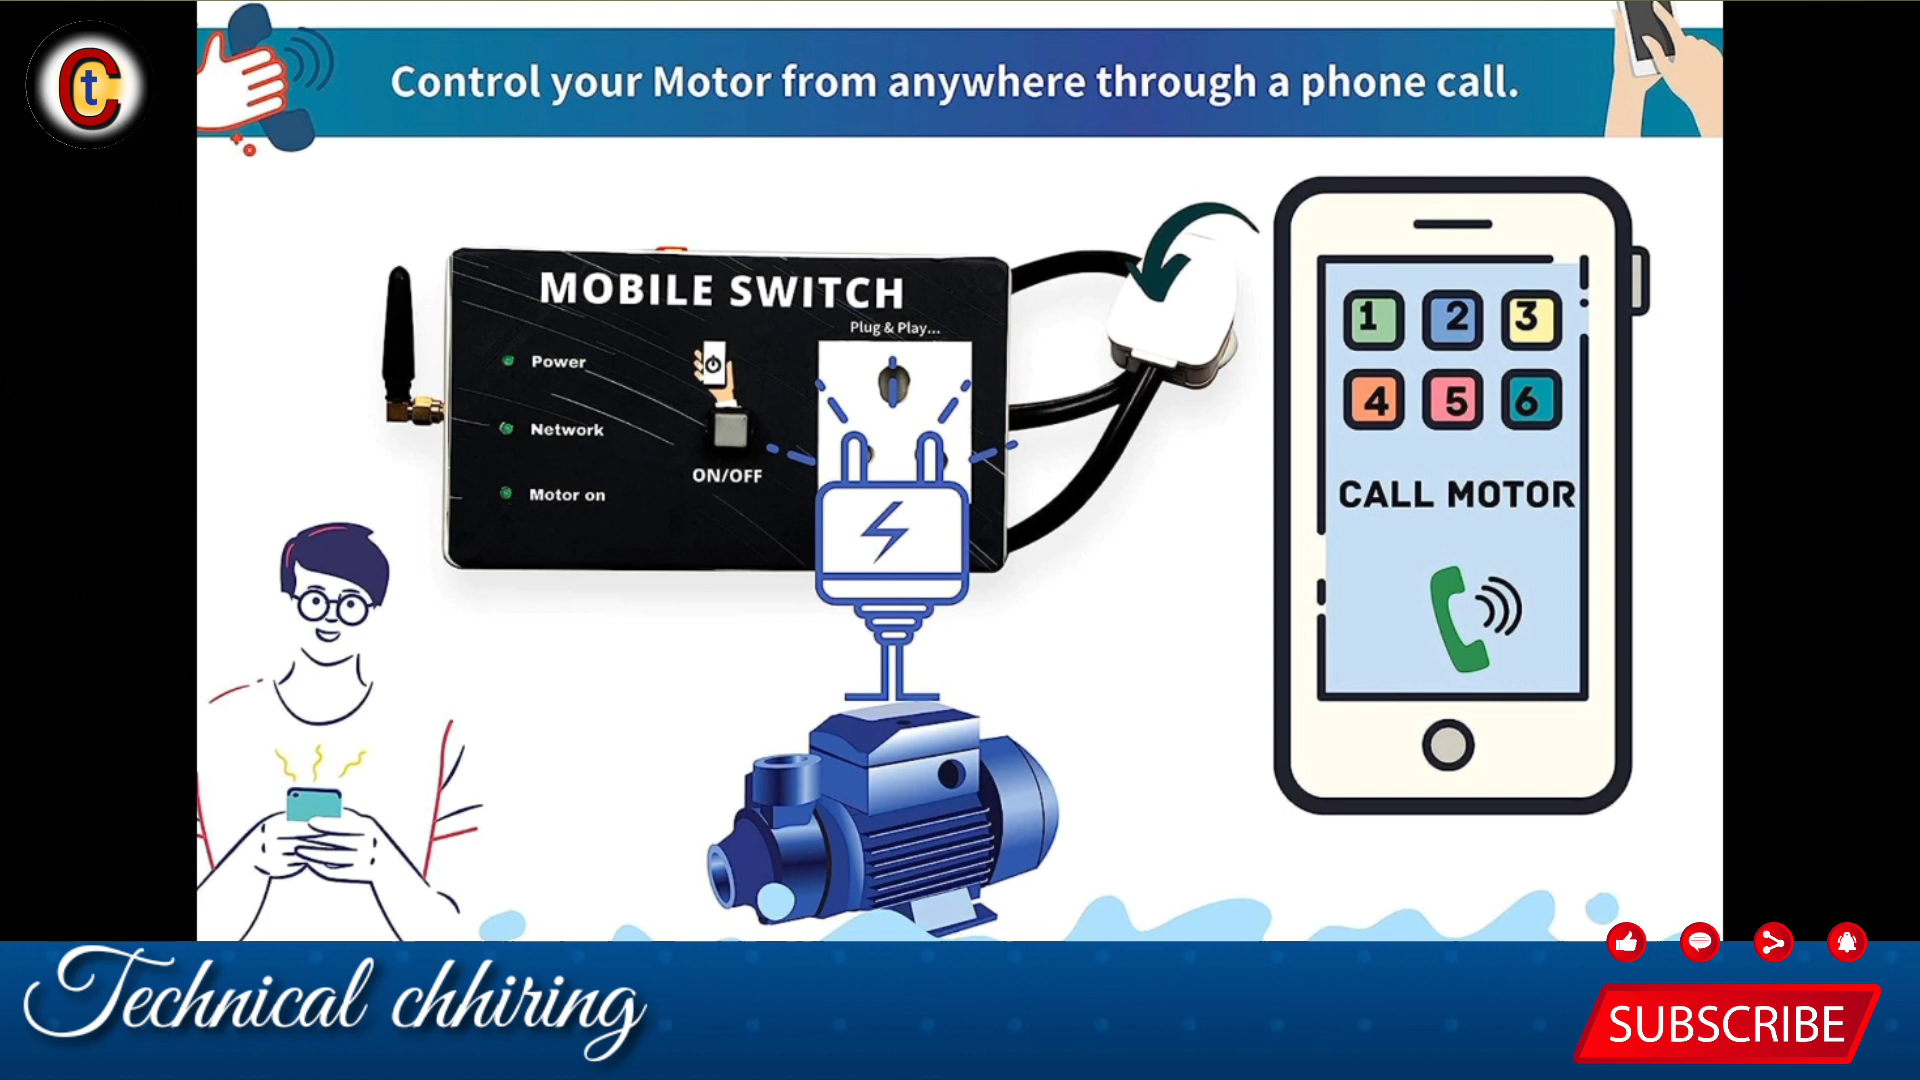 Ct
Control your Motor from anywhere through a phone call.
MOBILE SWITCH
Plug & Play...
Power
Network
Motor on
ON/OFF
1 2 3
4 5 6
CALL MOTOR
Technical chhiring
SUBSCRIBE